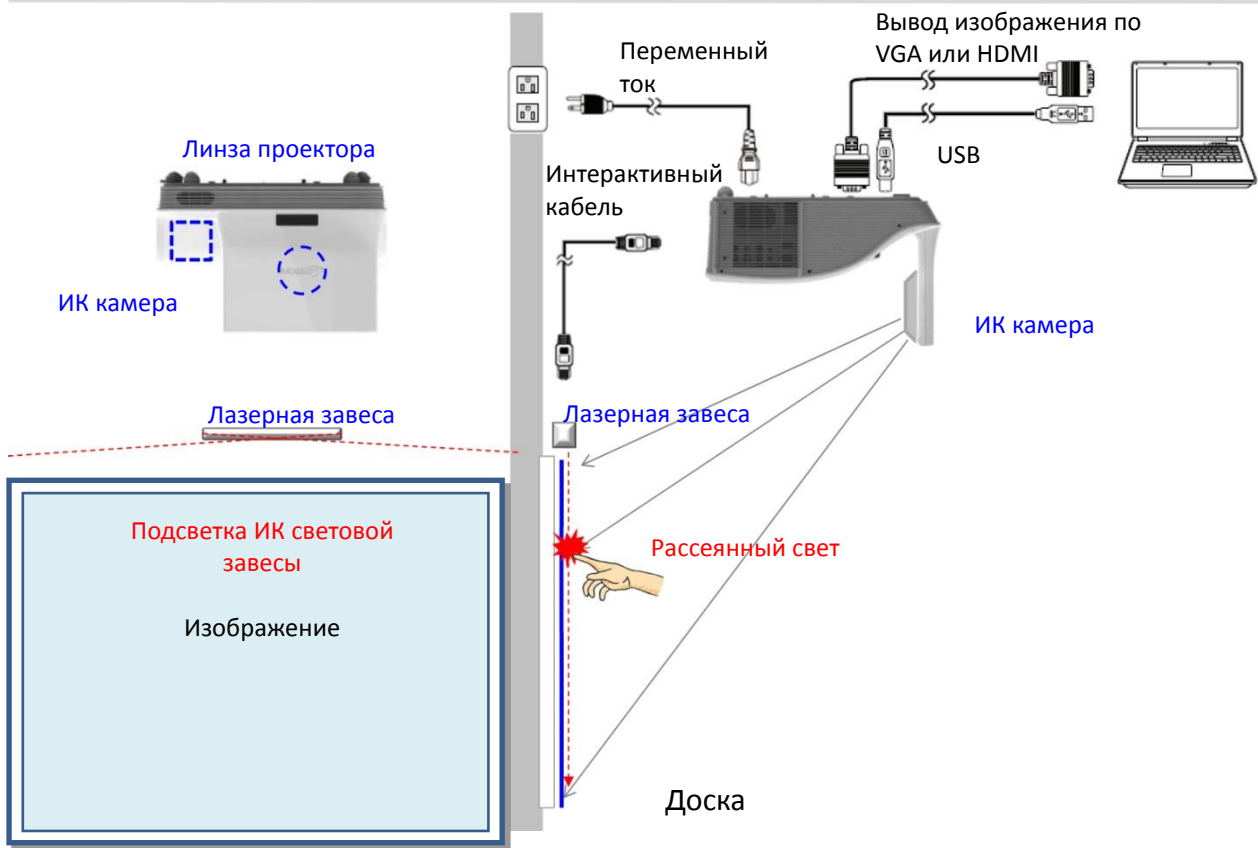 Вывод изображения по
VGA или HDMI
Переменный
ток
USB
Линза проектора
Интерактивный
кабель
ИК камера
ИК камера
Лазерная завеса
Лазерная завеса
Подсветка ИК световой
завесы
Рассеянный свет
Изображение
Доска